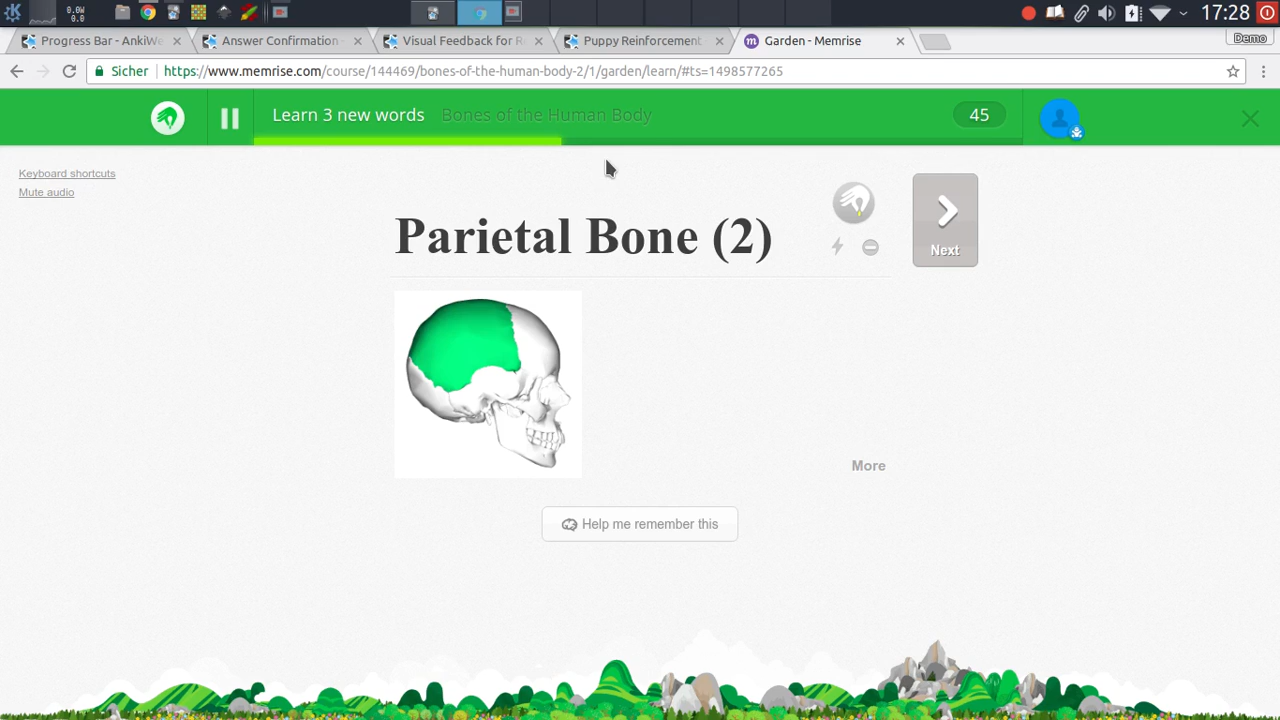 0.0W
0.0
17:28
Progress Bar - AnkiWe
Answer Confirmation -
Visual Feedback for R
Puppy Reinforcement
Garden - Memrise
Demo
Sicher
https://www.memrise.com/course/144469/bones-of-the-human-body-2/1/garden/learn/#ts=1498577265
Learn 3 new words
Bones of the Human Body
45
Keyboard shortcuts
Mute audio
Parietal Bone (2)
Next
More
Help me remember this